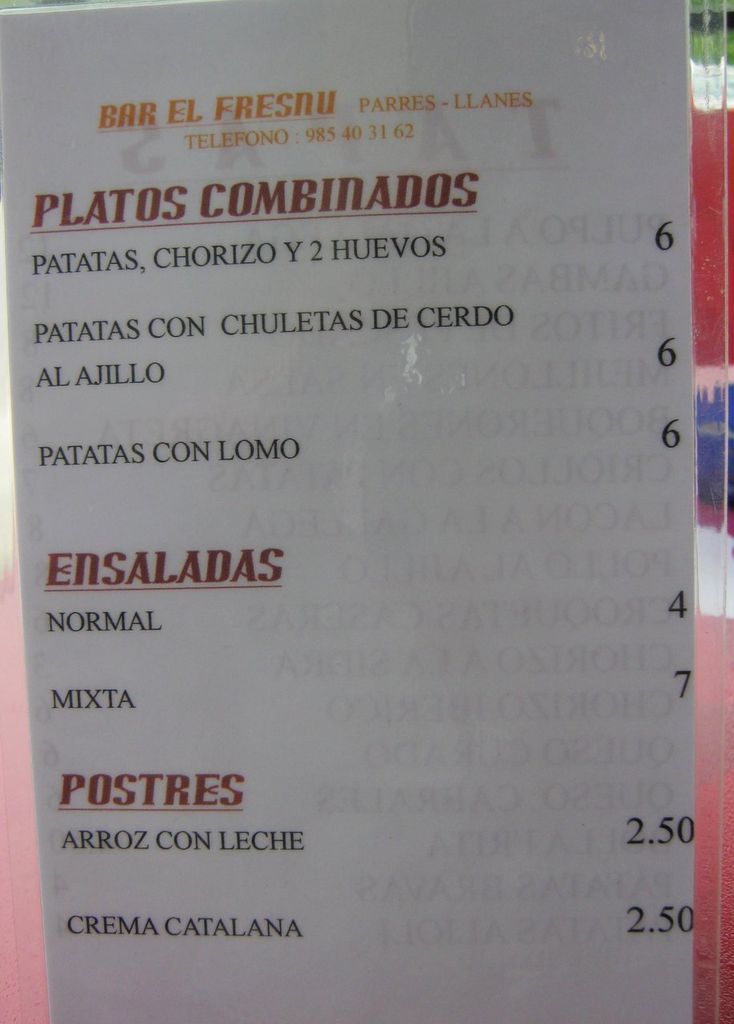 BAR EL FRESNU PARRES - LLANES
TELEFONO : 985 40 31 62
PLATOS COMBINADOS
PATATAS, CHORIZO Y 2 HUEVOS 6
PATATAS CON CHULETAS DE CERDO
AL AJILLO 6
PATATAS CON LOMO 6
ENSALADAS
NORMAL 4
MIXTA 7
POSTRES
ARROZ CON LECHE 2.50
CREMA CATALANA 2.50